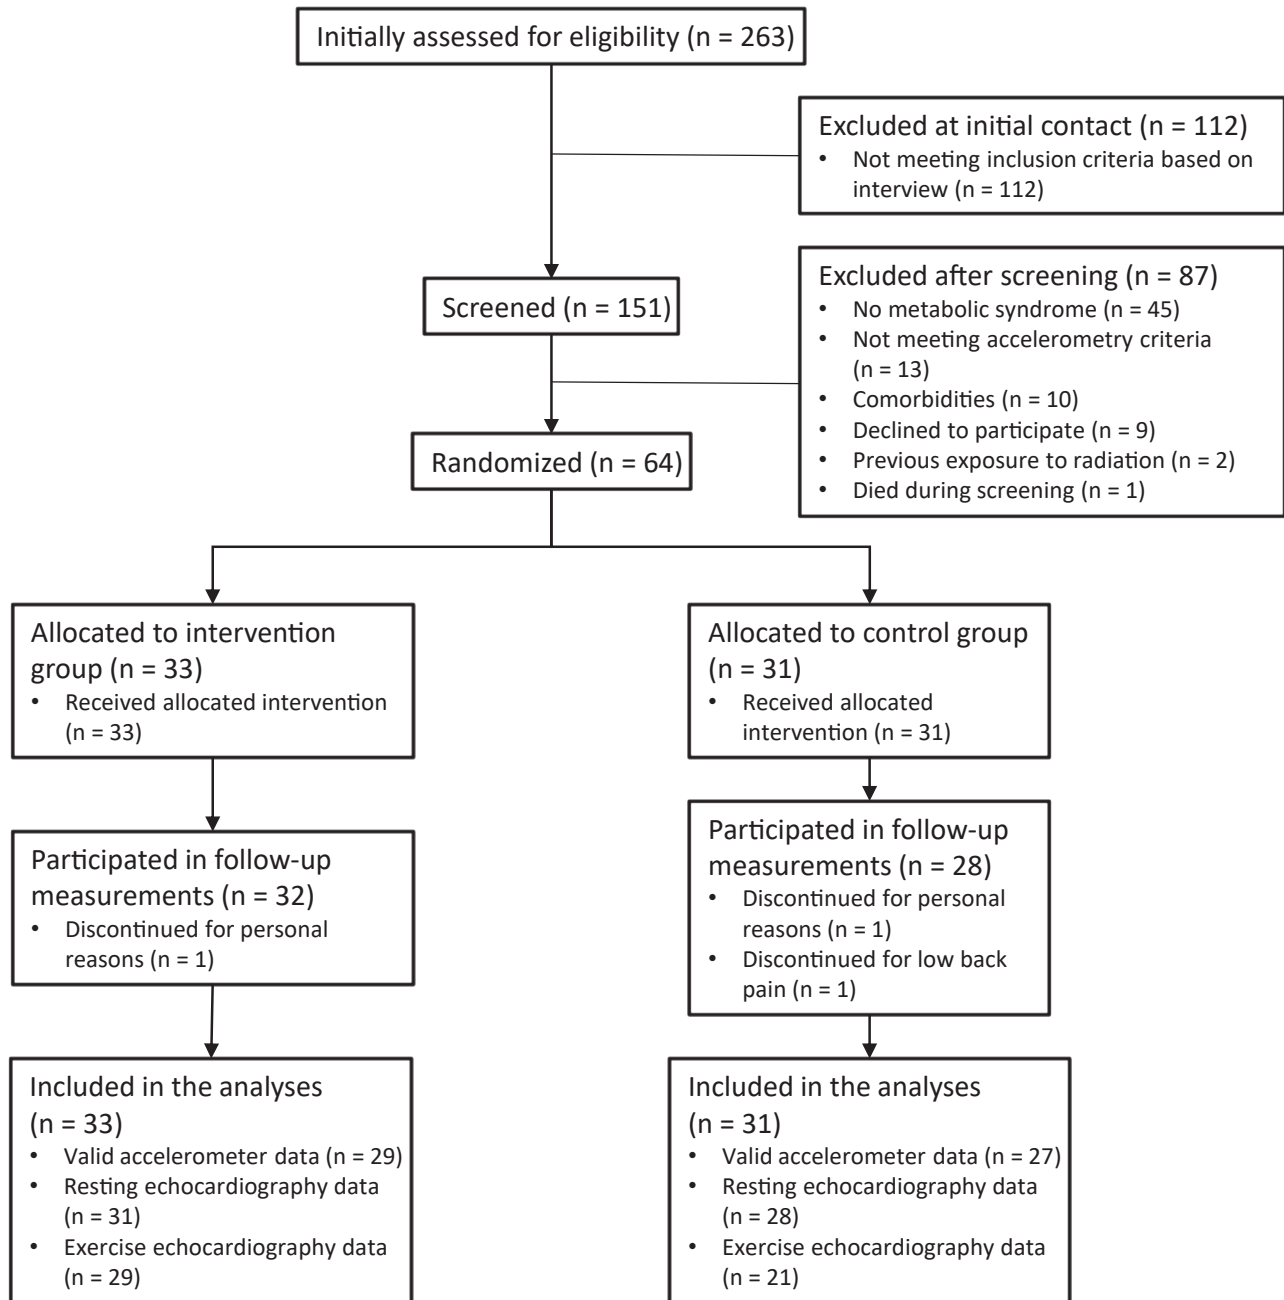 Initially assessed for eligibility (n = 263)
Excluded at initial contact (n = 112)
• Not meeting inclusion criteria based on
interview (n = 112)
Excluded after screening (n = 87)
• No metabolic syndrome (n = 45)
• Not meeting accelerometry criteria
(n = 13)
• Comorbidities (n = 10)
• Declined to participate (n = 9)
• Previous exposure to radiation (n = 2)
• Died during screening (n = 1)
Screened (n = 151)
Randomized (n = 64)
Allocated to intervention
group (n = 33)
• Received allocated intervention
(n = 33)
Allocated to control group
(n = 31)
• Received allocated
intervention (n = 31)
Participated in follow-up
measurements (n = 32)
• Discontinued for personal
reasons (n = 1)
Participated in follow-up
measurements (n = 28)
• Discontinued for personal
reasons (n = 1)
• Discontinued for low back
pain (n = 1)
Included in the analyses
(n = 33)
• Valid accelerometer data (n = 29)
• Resting echocardiography data
(n = 31)
• Exercise echocardiography data
(n = 29)
Included in the analyses
(n = 31)
• Valid accelerometer data (n = 27)
• Resting echocardiography data
(n = 28)
• Exercise echocardiography data
(n = 21)